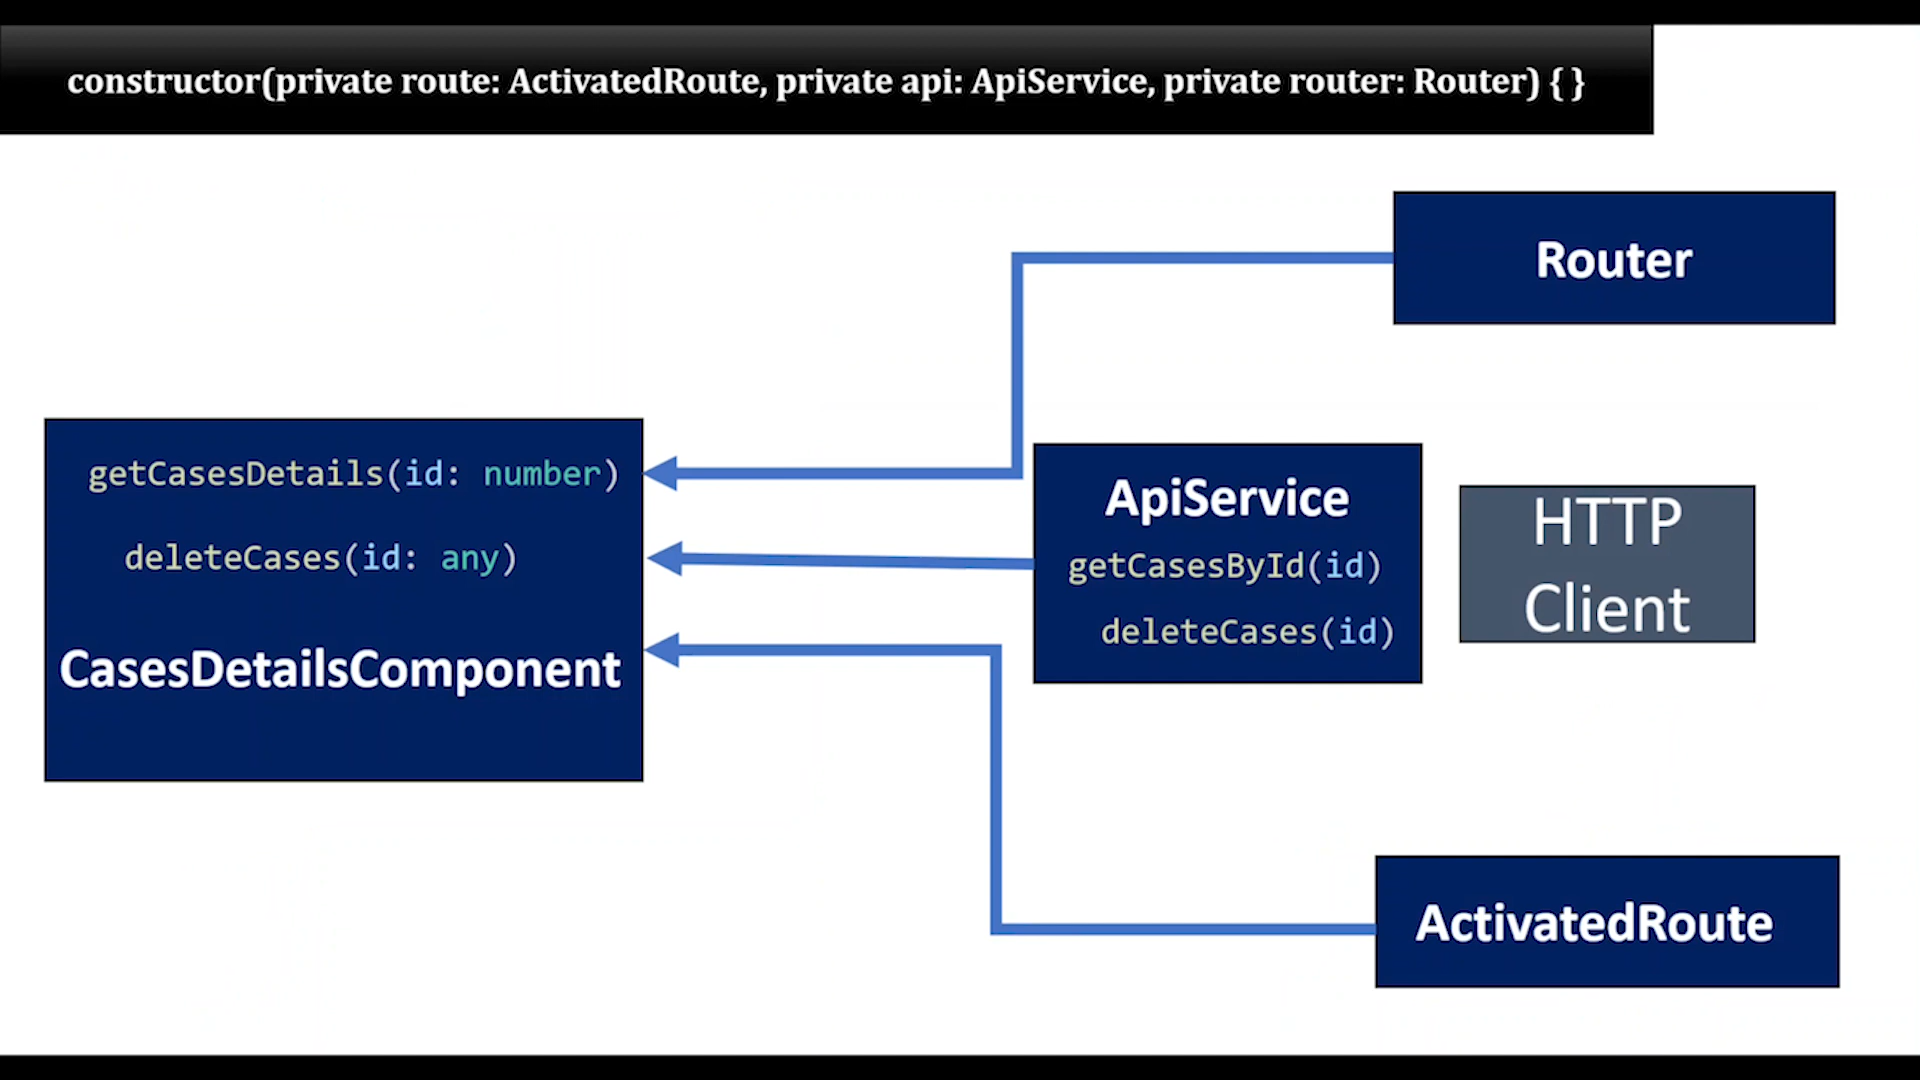 constructor(private route: ActivatedRoute, private api: ApiService, private router: Router) { }
Router
getCasesDetails(id: number)
deleteCases(id: any)
CasesDetailsComponent
ApiService
getCasesById(id)
deleteCases(id)
HTTP
Client
ActivatedRoute